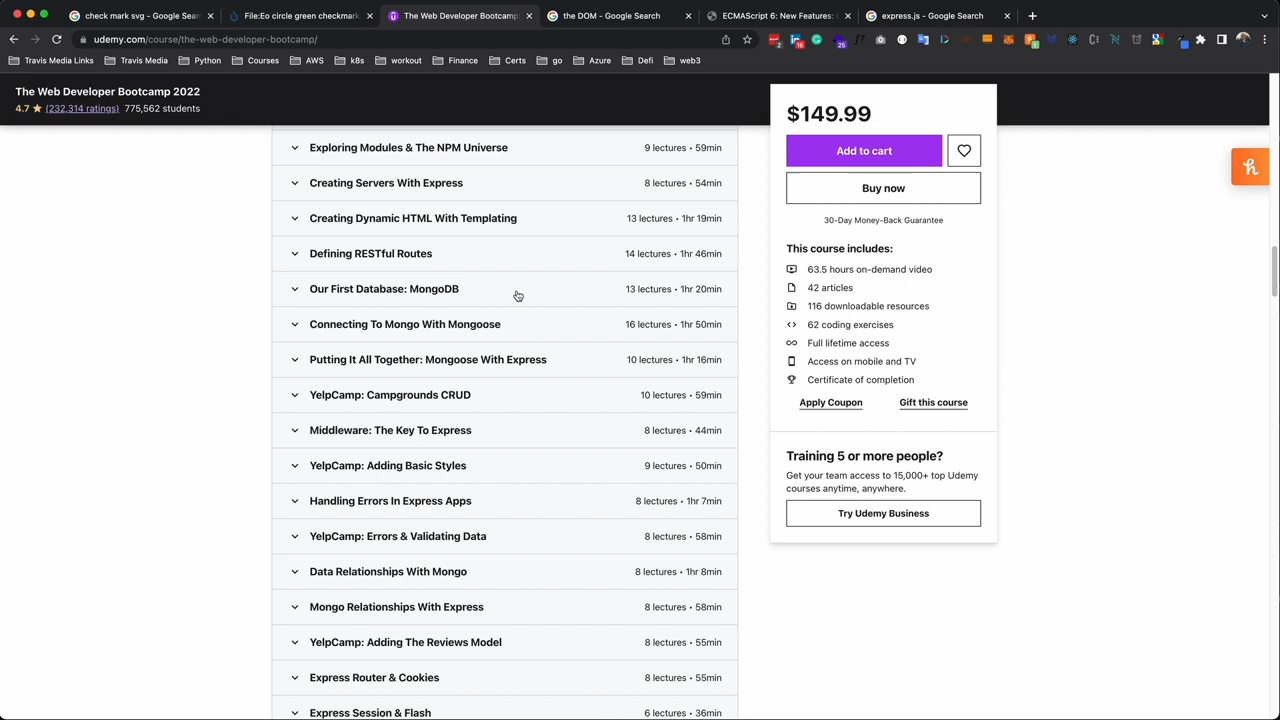 check mark svg - Google Sear
File:Eo circle green checkmark
The Web Developer Bootcamp
the DOM - Google Search
ECMAScript 6: New Features:
express.js - Google Search
udemy.com/course/the-web-developer-bootcamp/
Travis Media Links
Travis Media
Python
Courses
AWS
k8s
workout
Finance
Certs
go
Azure
Defi
web3
The Web Developer Bootcamp 2022
4.7 ★ (232,314 ratings) 775,562 students
Exploring Modules & The NPM Universe 9 lectures • 59min
Creating Servers With Express 8 lectures • 54min
Creating Dynamic HTML With Templating 13 lectures • 1hr 19min
Defining RESTful Routes 14 lectures • 1hr 46min
Our First Database: MongoDB 13 lectures • 1hr 20min
Connecting To Mongo With Mongoose 16 lectures • 1hr 50min
Putting It All Together: Mongoose With Express 10 lectures • 1hr 16min
YelpCamp: Campgrounds CRUD 10 lectures • 59min
Middleware: The Key To Express 8 lectures • 44min
YelpCamp: Adding Basic Styles 9 lectures • 50min
Handling Errors In Express Apps 8 lectures • 1hr 7min
YelpCamp: Errors & Validating Data 8 lectures • 58min
Data Relationships With Mongo 8 lectures • 1hr 8min
Mongo Relationships With Express 8 lectures • 58min
YelpCamp: Adding The Reviews Model 8 lectures • 55min
Express Router & Cookies 8 lectures • 55min
Express Session & Flash 6 lectures • 36min
$149.99
Add to cart
Buy now
30-Day Money-Back Guarantee
This course includes:
63.5 hours on-demand video
42 articles
116 downloadable resources
62 coding exercises
Full lifetime access
Access on mobile and TV
Certificate of completion
Apply Coupon Gift this course
Training 5 or more people?
Get your team access to 15,000+ top Udemy
courses anytime, anywhere.
Try Udemy Business